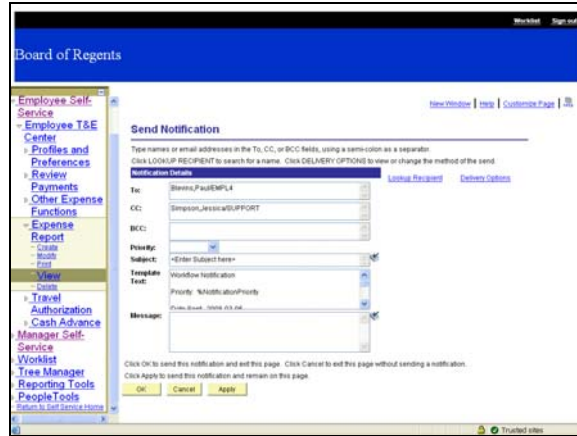 Worklist
Sign out
Board of Regents
New Window
Help
Customize Page
Employee Self-
Service
Employee T&E
Center
Profiles and
Preferences
Review
Payments
Other Expense
Functions
Expense
Report
Create
Modify
Print
View
Delete
Travel
Authorization
Cash Advance
Manager Self-
Service
Worklist
Tree Manager
Reporting Tools
PeopleTools
Return to Self Service Home
Send Notification
Type names or email addresses in the To, CC, or BCC fields, using a semi-colon as a separator.
Click LOOKUP RECIPIENT to search for a name. Click DELIVERY OPTIONS to view or change the method of the send.
Notification Details
Lookup Recipient
Delivery Options
To:
Blevins,Paul/EMPL4
CC:
Simpson,Jessica/SUPPORT
BCC:
Priority:
Subject:
<Enter Subject here>
Template
Text:
Workflow Notification
Priority: %NotificationPriority
Message:
Click OK to send this notification and exit this page. Click Cancel to exit this page without sending a notification.
Click Apply to send this notification and remain on this page.
OK
Cancel
Apply
Trusted sites